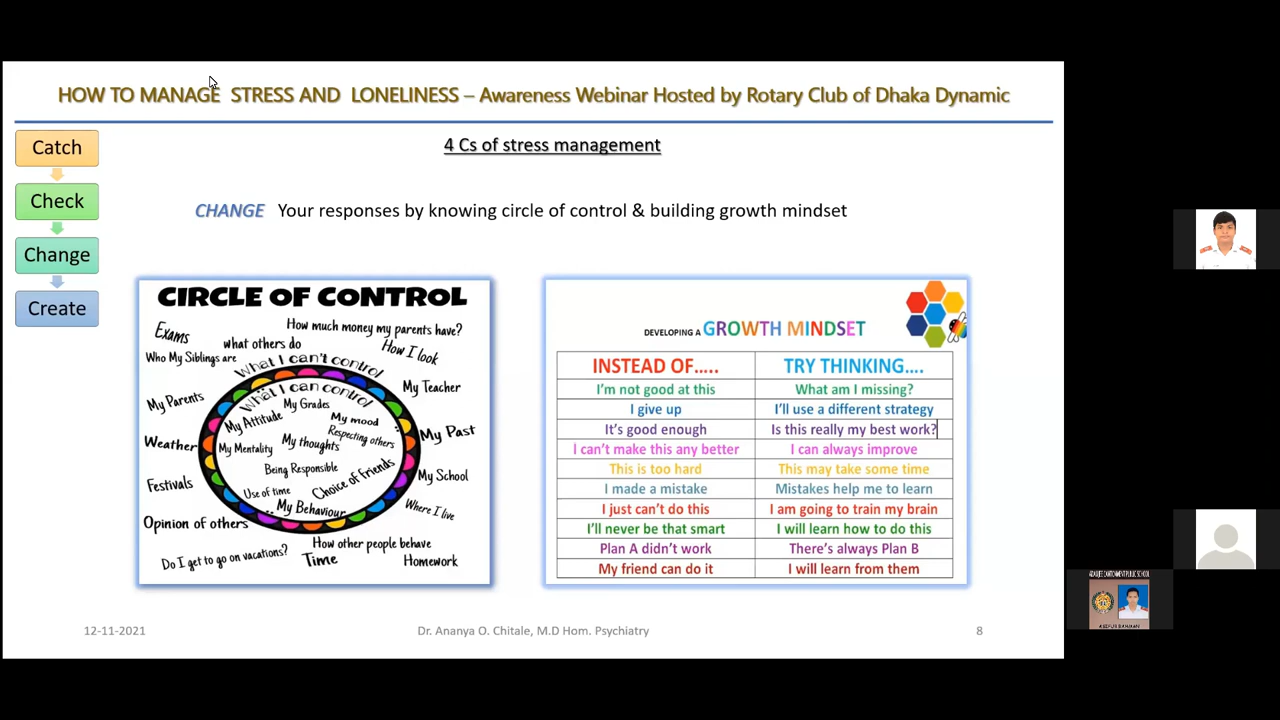 HOW TO MANAGE STRESS AND LONELINESS – Awareness Webinar Hosted by Rotary Club of Dhaka Dynamic
Catch
Check
Change
Create
4 Cs of stress management
CHANGE Your responses by knowing circle of control & building growth mindset
CIRCLE OF CONTROL
Exams
How much money my parents have?
what others do
How I look
Who My Siblings are
What I can't control
My Teacher
My Parents
What I can control
My Grades
My Attitude
My mood
Respecting others
My Past
Weather
My Mentality
My thoughts
Being Responsible
Choice of Friends
My School
Festivals
Use of time
My Behaviour
Where I live
Opinion of others
How other people behave
Do I get to go on vacations?
Time
Homework
DEVELOPING A GROWTH MINDSET
INSTEAD OF..... TRY THINKING....
I'm not good at this What am I missing?
I give up I'll use a different strategy
It's good enough Is this really my best work?
I can't make this any better I can always improve
This is too hard This may take some time
I made a mistake Mistakes help me to learn
I just can't do this I am going to train my brain
I'll never be that smart I will learn how to do this
Plan A didn't work There's always Plan B
My friend can do it I will learn from them
12-11-2021 Dr. Ananya O. Chitale, M.D Hom. Psychiatry 8